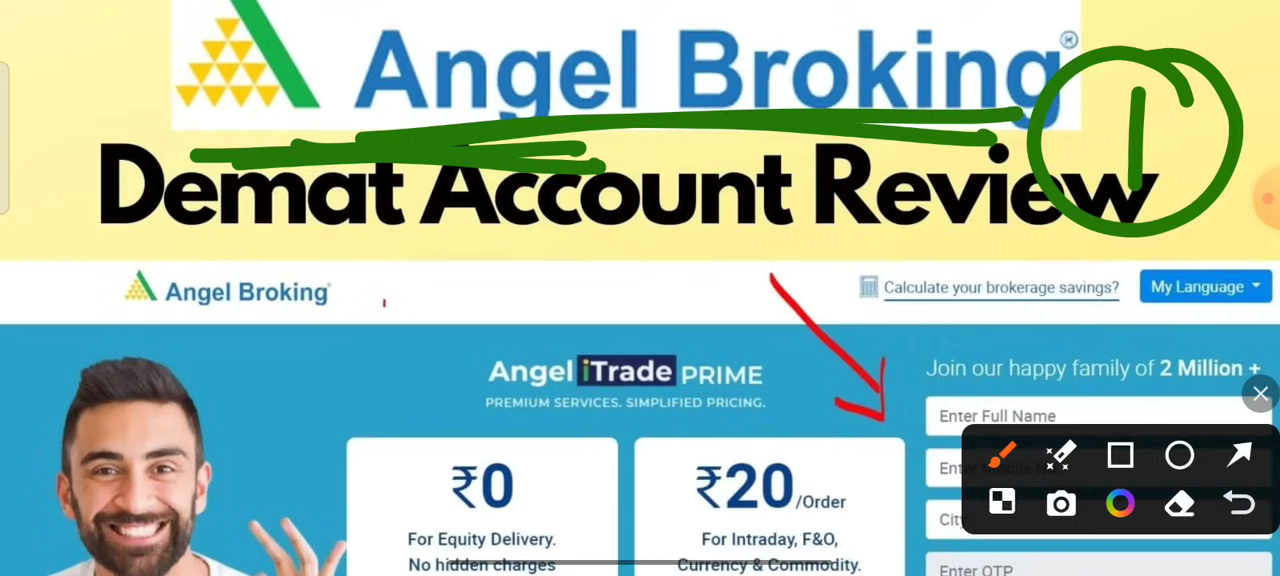 Angel Broking®
1
Demat Account Review
Angel Broking
Calculate your brokerage savings?
My Language
Angel iTrade PRIME
PREMIUM SERVICES. SIMPLIFIED PRICING.
Join our happy family of 2 Million +
Enter Full Name
₹0
For Equity Delivery.
No hidden charges
₹20 /Order
For Intraday, F&O,
Currency & Commodity.
City
Enter OTP